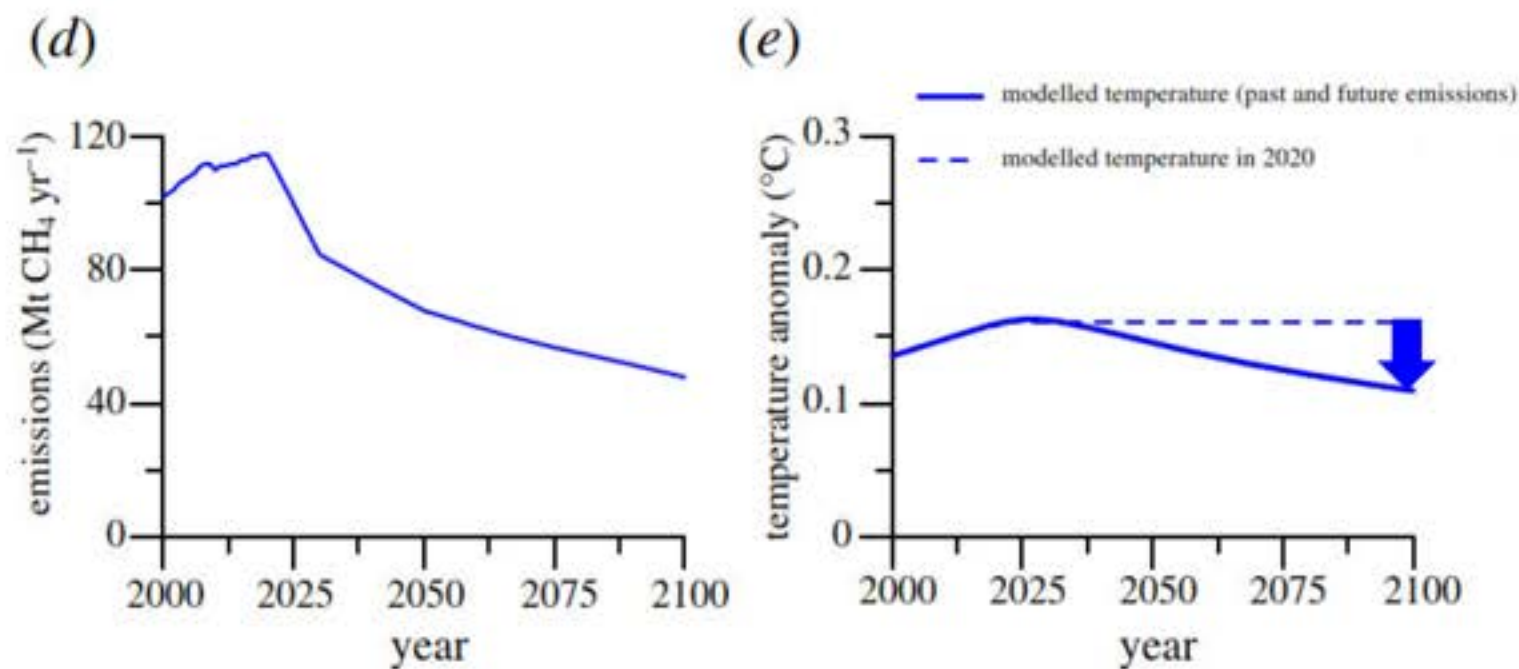 (d)
emissions (Mt CH₄ yr⁻¹)
120
80
40
0
2000 2025 2050 2075 2100
year
(e)
modelled temperature (past and future emissions)
modelled temperature in 2020
temperature anomaly (°C)
0.3
0.2
0.1
0
2000 2025 2050 2075 2100
year